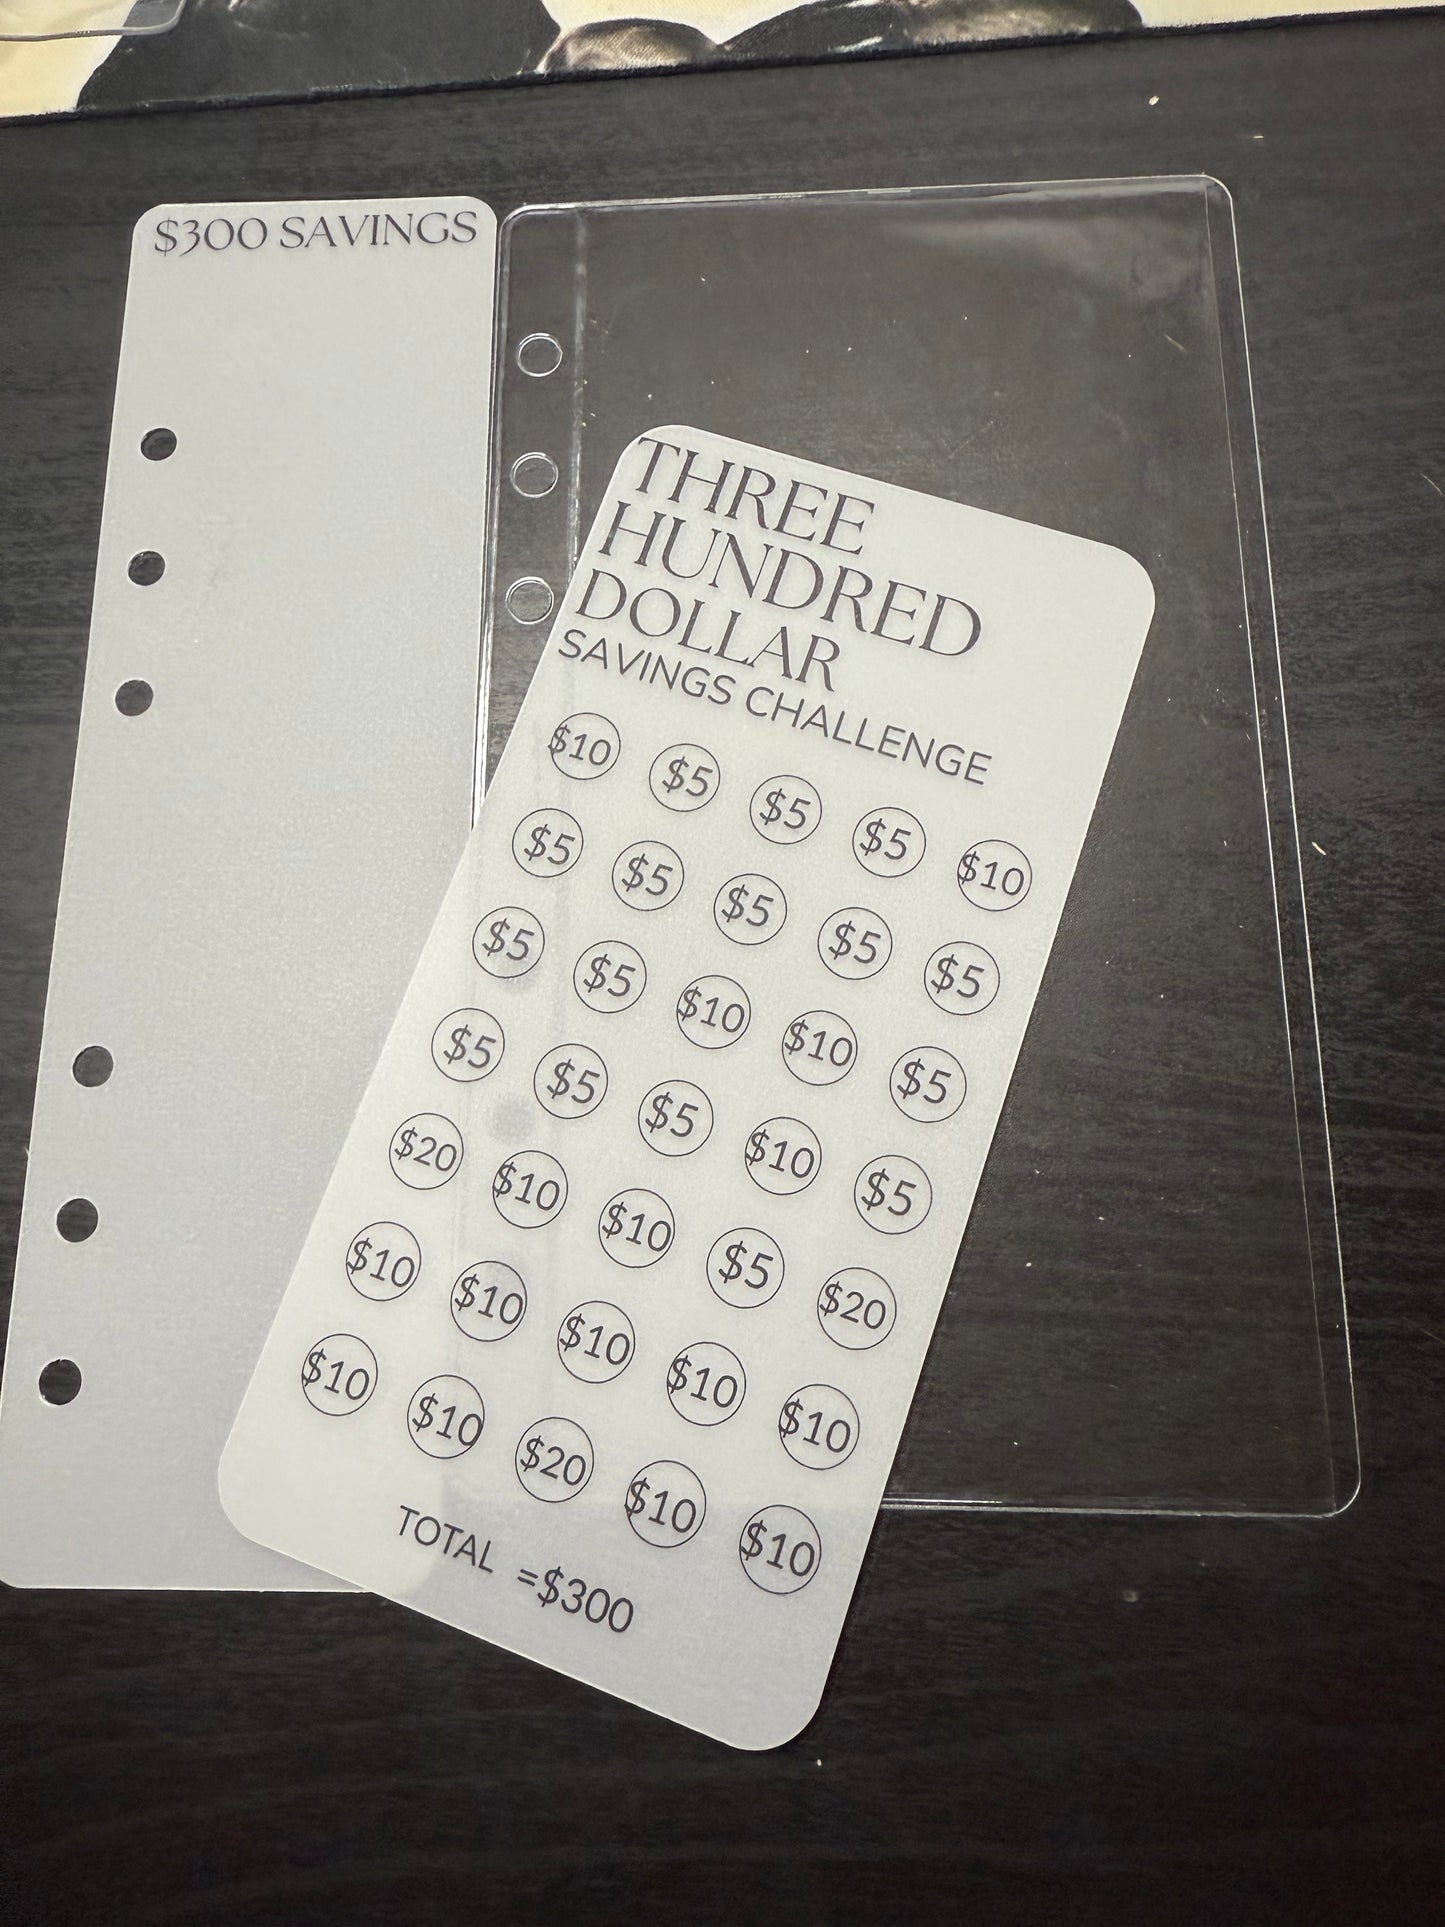 $300 SAVINGS
THREE
HUNDRED
DOLLAR
SAVINGS CHALLENGE
$10 $5 $5 $5 $10
$5 $5 $5 $5 $5
$5 $5 $10 $10 $5
$5 $5 $5 $10 $5
$20 $10 $10 $5 $20
$10 $10 $10 $10 $10
$10 $10 $20 $10 $10
TOTAL =$300